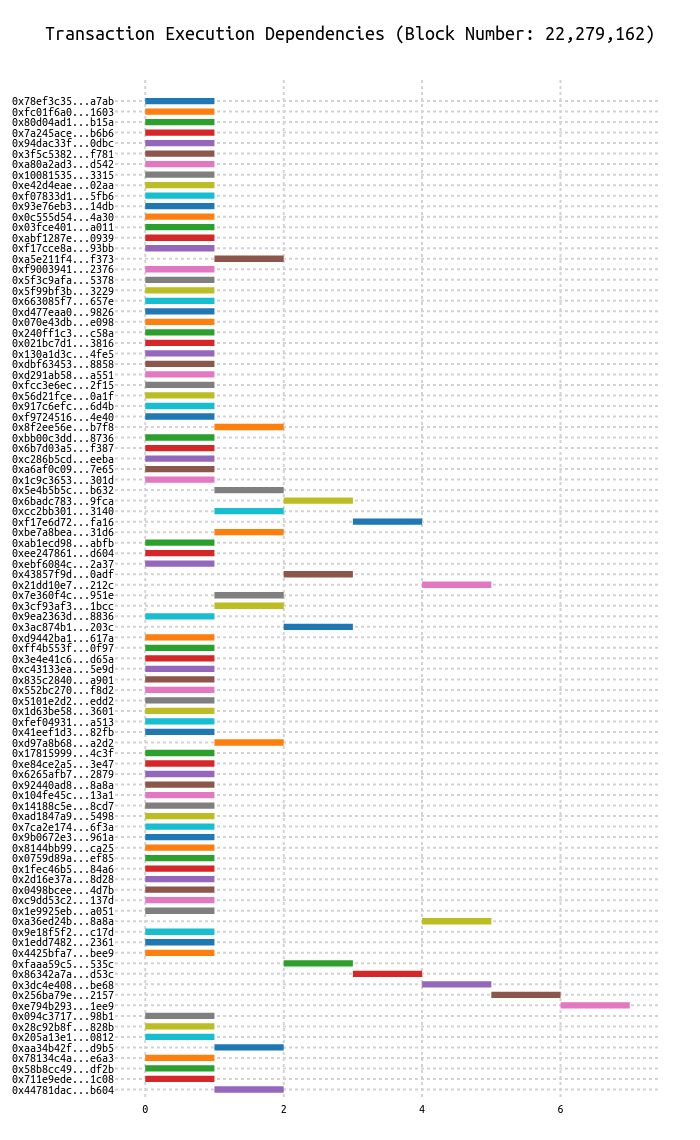 Transaction Execution Dependencies (Block Number: 22,279,162)
0x78ef3c35...a7ab
0xfc01f6a0...1603
0x80d04ad1...b15a
0x7a245ace...b6b6
0x94dac33f...0dbc
0x3f5c5382...f781
0xa80a2ad3...d542
0x10081535...3315
0xe42d4eae...02aa
0xf07833d1...5fb6
0x93e76eb3...14db
0x0c555d54...4a30
0x03fce401...a011
0xabf1287e...0939
0xf17cce8a...93bb
0xa5e211f4...f373
0xf9003941...2376
0x5f3c9afa...5378
0x5f99bf3b...3229
0x663085f7...657e
0xd477eaa0...9826
0x070e43db...e098
0x240ff1c3...c58a
0x021bc7d1...3816
0x130a1d3c...4fe5
0xdbf63453...8858
0xd291ab58...a551
0xfcc3e6ec...2f15
0x56d21fce...0a1f
0x917c6efc...6d4b
0xf9724516...4e40
0x8f2ee56e...b7f8
0xbb00c3dd...8736
0x6b7d03a5...f387
0xc286b5cd...eeba
0xa6af0c09...7e65
0x1c9c3653...301d
0x5e4b5b5c...b632
0x6badc783...9fca
0xcc2bb301...3140
0xf17e6d72...fa16
0xbe7a8bea...31d6
0xab1ecd98...abfb
0xee247861...d604
0xebf6084c...2a37
0x43857f9d...0adf
0x21dd10e7...212c
0x7e360f4c...951e
0x3cf93af3...1bcc
0x9ea2363d...8836
0x3ac874b1...203c
0xd9442ba1...617a
0xff4b553f...0f97
0x3e4e41c6...d65a
0xc43133ea...5e9d
0x835c2840...a901
0x552bc270...f8d2
0x5101e2d2...edd2
0x1d63be58...3601
0xfef04931...a513
0x41eef1d3...82fb
0xd97a8b68...a2d2
0x17815999...4c3f
0xe84ce2a5...3e47
0x6265afb7...2879
0x92440ad8...8a8a
0x104fe45c...13a1
0x14188c5e...8cd7
0xad1847a9...5498
0x7ca2e174...6f3a
0x9b0672e3...961a
0x8144bb99...ca25
0x0759d89a...ef85
0x1fec46b5...84a6
0x2d16e37a...8d28
0x0498bcee...4d7b
0xc9dd53c2...137d
0x1e9925eb...a051
0xa36ed24b...8a8a
0x9e18f5f2...c17d
0x1edd7482...2361
0x4425bfa7...bee9
0xfaaa59c5...535c
0x86342a7a...d53c
0x3dc4e408...be68
0x256ba79e...2157
0xe794b293...1ee9
0x094c3717...98b1
0x28c92b8f...828b
0x205a13e1...0812
0xaa34b42f...d9b5
0x78134c4a...e6a3
0x58b8cc49...df2b
0x711e9ede...1c08
0x44781dac...b604
0 2 4 6